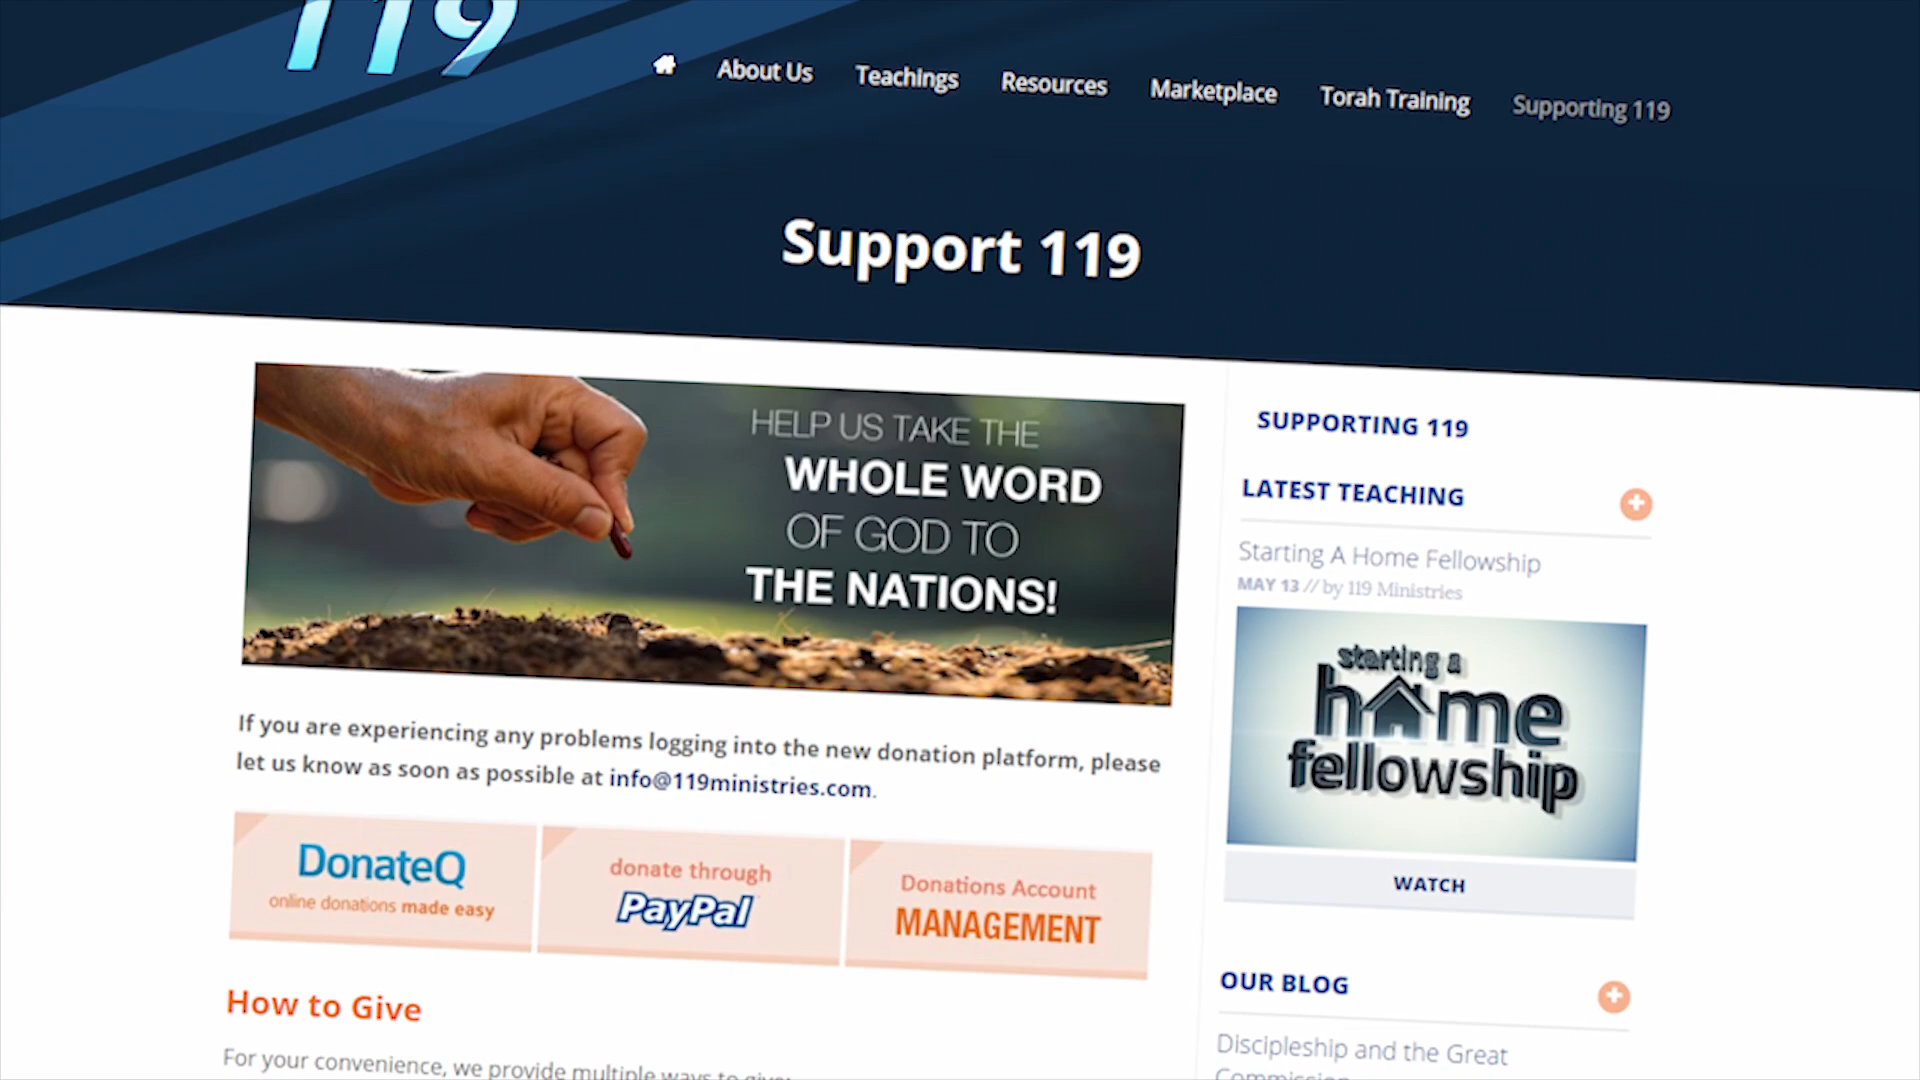 119
About Us Teachings Resources Marketplace Torah Training Supporting 119
Support 119
HELP US TAKE THE
WHOLE WORD
OF GOD TO
THE NATIONS!
If you are experiencing any problems logging into the new donation platform, please
let us know as soon as possible at info@119ministries.com.
DonateQ
online donations made easy
donate through
PayPal
Donations Account
MANAGEMENT
How to Give
For your convenience, we provide multiple ways to give:
SUPPORTING 119
LATEST TEACHING
Starting A Home Fellowship
MAY 13 // by 119 Ministries
starting a
home
fellowship
WATCH
OUR BLOG
Discipleship and the Great
Commission